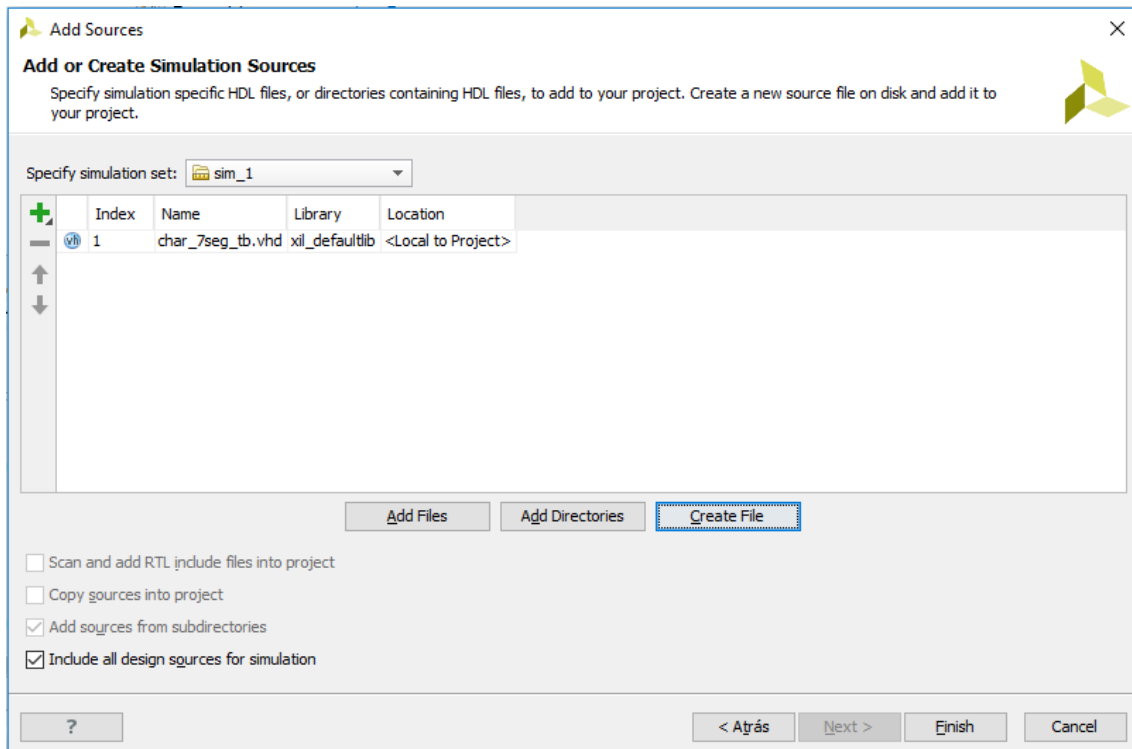 Add Sources
Add or Create Simulation Sources
Specify simulation specific HDL files, or directories containing HDL files, to add to your project. Create a new source file on disk and add it to
your project.
Specify simulation set: sim_1
Index Name Library Location
vh 1 char_7seg_tb.vhd xil_defaultlib <Local to Project>
Add Files Add Directories Create File
Scan and add RTL include files into project
Copy sources into project
Add sources from subdirectories
Include all design sources for simulation
? < Atrás Next > Finish Cancel